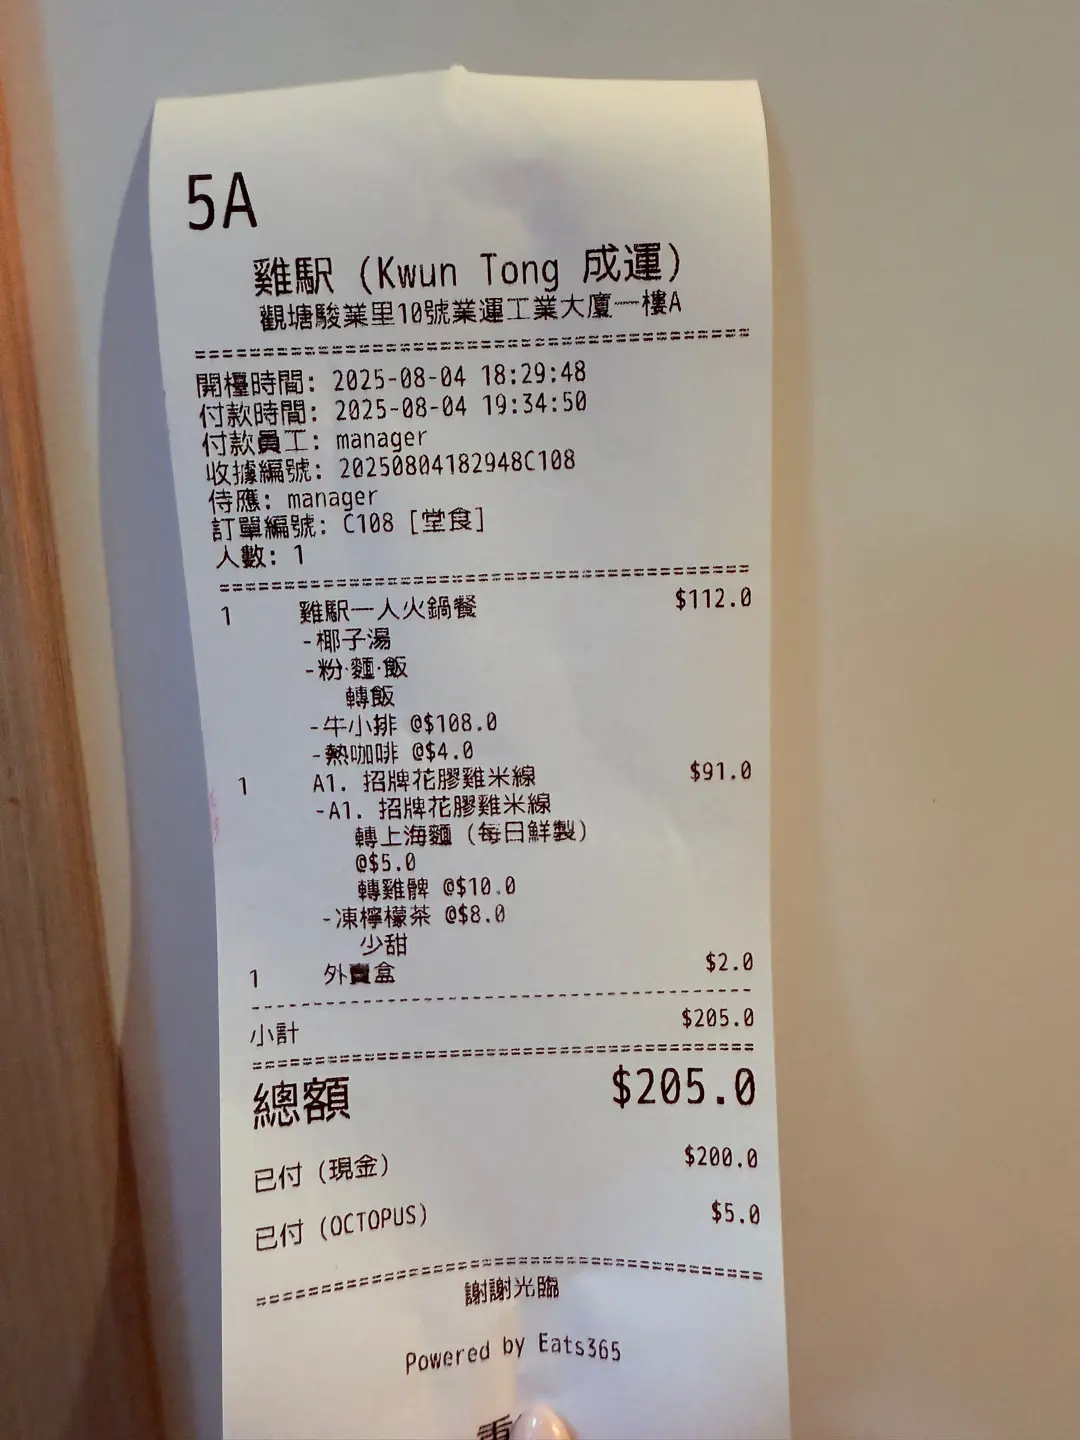 5A
雞駅 (Kwun Tong 成運)
觀塘駿業里10號業運工業大廈一樓A
開檯時間: 2025-08-04 18:29:48
付款時間: 2025-08-04 19:34:50
付款員工: manager
收據編號: 20250804182948C108
侍應: manager
訂單編號: C108 [堂食]
人數: 1
1 雞駅一人火鍋餐 $112.0
-椰子湯
-粉·麵·飯
轉飯
-牛小排 @$108.0
-熱咖啡 @$4.0
1 A1. 招牌花膠雞米線 $91.0
-A1. 招牌花膠雞米線
轉上海麵 (每日鮮製)
@$5.0
轉雞髀 @$10.0
-凍檸檬茶 @$8.0
少甜
1 外賣盒 $2.0
小計 $205.0
總額 $205.0
已付 (現金) $200.0
已付 (OCTOPUS) $5.0
謝謝光臨
Powered by Eats365